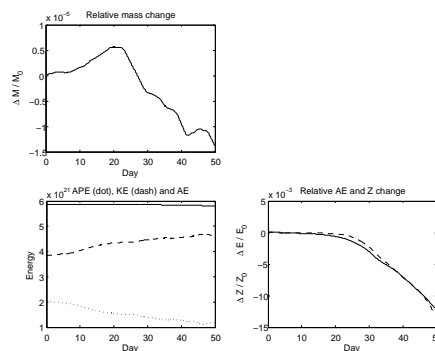 Relative mass change
x 10⁻⁵
1
0.5
0
−0.5
−1
−1.5
Δ M / M₀
0 10 20 30 40 50
Day
x 10²¹ APE (dot), KE (dash) and AE
6
5
4
3
2
1
Energy
0 10 20 30 40 50
Day
x 10⁻³ Relative AE and Z change
5
0
−5
−10
−15
Δ Z / Z₀ Δ E / E₀
0 10 20 30 40 50
Day